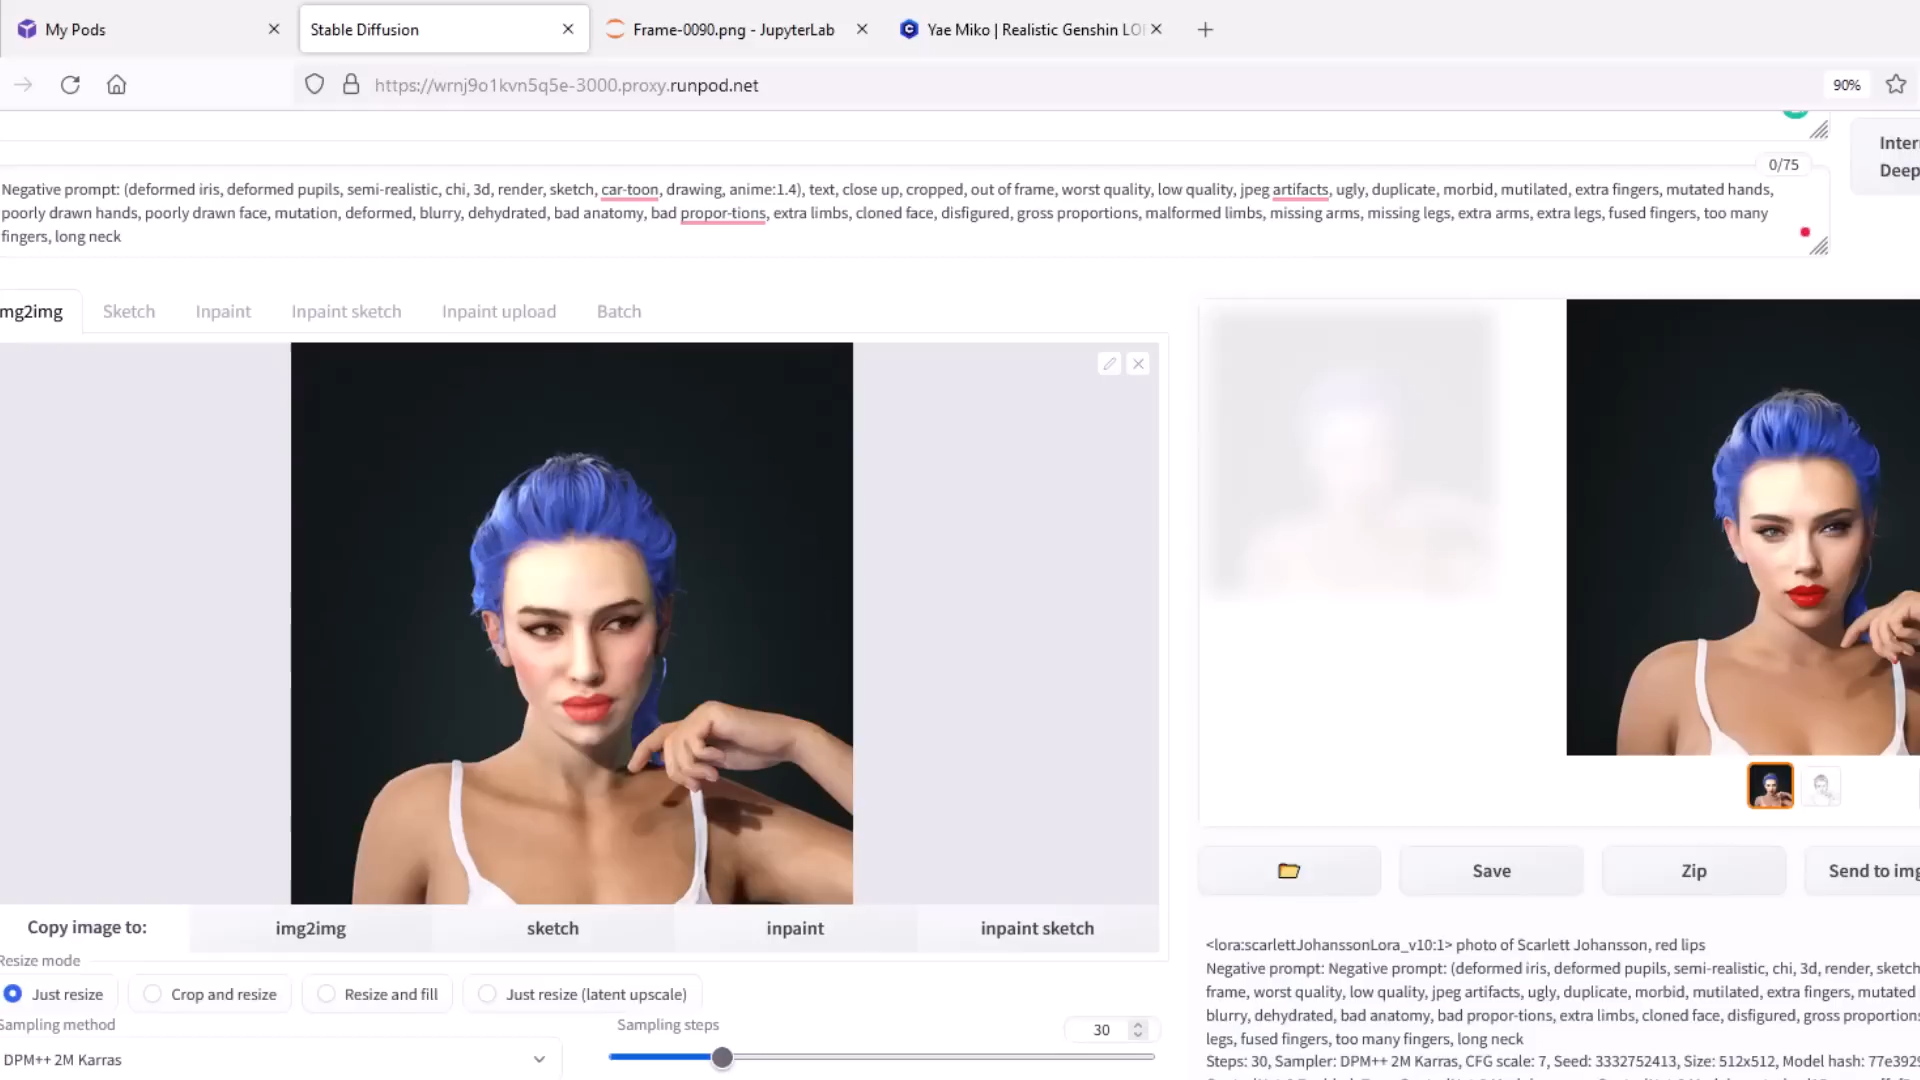 My Pods
Stable Diffusion
Frame-0090.png - JupyterLab
Yae Miko | Realistic Genshin LO
https://wrnj9o1kvn5q5e-3000.proxy.runpod.net
90%
0/75
Inter
Deep
Negative prompt: (deformed iris, deformed pupils, semi-realistic, chi, 3d, render, sketch, car-toon, drawing, anime:1.4), text, close up, cropped, out of frame, worst quality, low quality, jpeg artifacts, ugly, duplicate, morbid, mutilated, extra fingers, mutated hands,
poorly drawn hands, poorly drawn face, mutation, deformed, blurry, dehydrated, bad anatomy, bad propor-tions, extra limbs, cloned face, disfigured, gross proportions, malformed limbs, missing arms, missing legs, extra arms, extra legs, fused fingers, too many
fingers, long neck
mg2img
Sketch
Inpaint
Inpaint sketch
Inpaint upload
Batch
Copy image to:
img2img
sketch
inpaint
inpaint sketch
Resize mode
Just resize
Crop and resize
Resize and fill
Just resize (latent upscale)
Sampling method
DPM++ 2M Karras
Sampling steps
30
Save
Zip
Send to img
<lora:scarlettJohanssonLora_v10:1> photo of Scarlett Johansson, red lips
Negative prompt: Negative prompt: (deformed iris, deformed pupils, semi-realistic, chi, 3d, render, sketch
frame, worst quality, low quality, jpeg artifacts, ugly, duplicate, morbid, mutilated, extra fingers, mutated
blurry, dehydrated, bad anatomy, bad propor-tions, extra limbs, cloned face, disfigured, gross proportions
legs, fused fingers, too many fingers, long neck
Steps: 30, Sampler: DPM++ 2M Karras, CFG scale: 7, Seed: 3332752413, Size: 512x512, Model hash: 77e3929